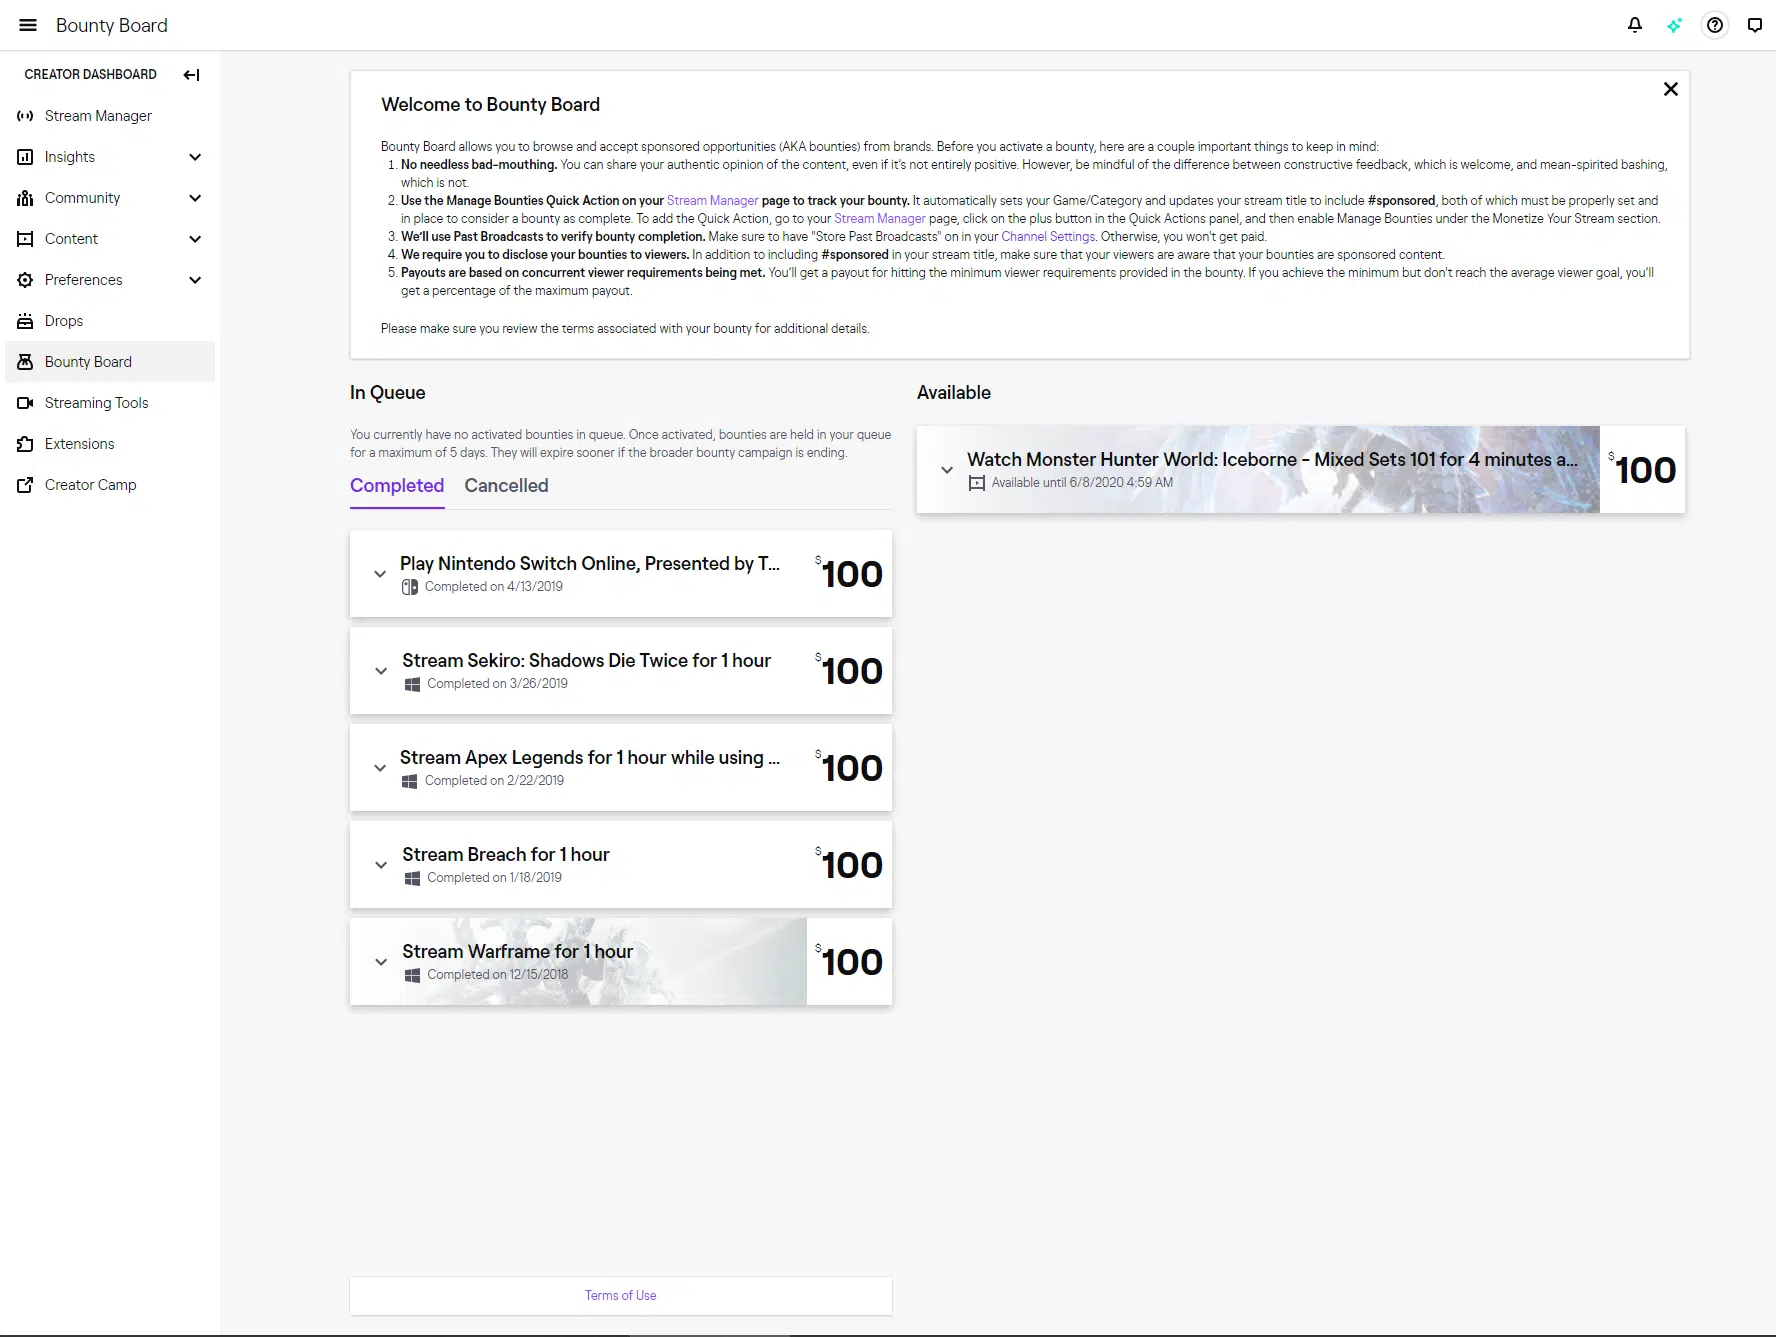 Bounty Board
CREATOR DASHBOARD
Stream Manager
Insights
Community
Content
Preferences
Drops
Bounty Board
Streaming Tools
Extensions
Creator Camp
Welcome to Bounty Board
Bounty Board allows you to browse and accept sponsored opportunities (AKA bounties) from brands. Before you activate a bounty, here are a couple important things to keep in mind:
1. No needless bad-mouthing. You can share your authentic opinion of the content, even if it's not entirely positive. However, be mindful of the difference between constructive feedback, which is welcome, and mean-spirited bashing,
which is not.
2. Use the Manage Bounties Quick Action on your Stream Manager page to track your bounty. It automatically sets your Game/Category and updates your stream title to include #sponsored, both of which must be properly set and
in place to consider a bounty as complete. To add the Quick Action, go to your Stream Manager page, click on the plus button in the Quick Actions panel, and then enable Manage Bounties under the Monetize Your Stream section.
3. We'll use Past Broadcasts to verify bounty completion. Make sure to have "Store Past Broadcasts" on in your Channel Settings. Otherwise, you won't get paid.
4. We require you to disclose your bounties to viewers. In addition to including #sponsored in your stream title, make sure that your viewers are aware that your bounties are sponsored content.
5. Payouts are based on concurrent viewer requirements being met. You'll get a payout for hitting the minimum viewer requirements provided in the bounty. If you achieve the minimum but don't reach the average viewer goal, you'll
get a percentage of the maximum payout.
Please make sure you review the terms associated with your bounty for additional details.
In Queue
You currently have no activated bounties in queue. Once activated, bounties are held in your queue
for a maximum of 5 days. They will expire sooner if the broader bounty campaign is ending.
Completed Cancelled
Play Nintendo Switch Online, Presented by T...
Completed on 4/13/2019
$100
Stream Sekiro: Shadows Die Twice for 1 hour
Completed on 3/26/2019
$100
Stream Apex Legends for 1 hour while using ...
Completed on 2/22/2019
$100
Stream Breach for 1 hour
Completed on 1/18/2019
$100
Stream Warframe for 1 hour
Completed on 12/15/2018
$100
Terms of Use
Available
Watch Monster Hunter World: Iceborne - Mixed Sets 101 for 4 minutes a...
Available until 6/8/2020 4:59 AM
$100